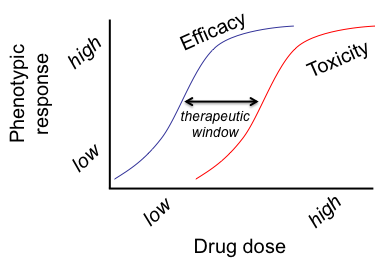 Efficacy
Toxicity
Phenotypic
response
high
low
therapeutic
window
low
high
Drug dose